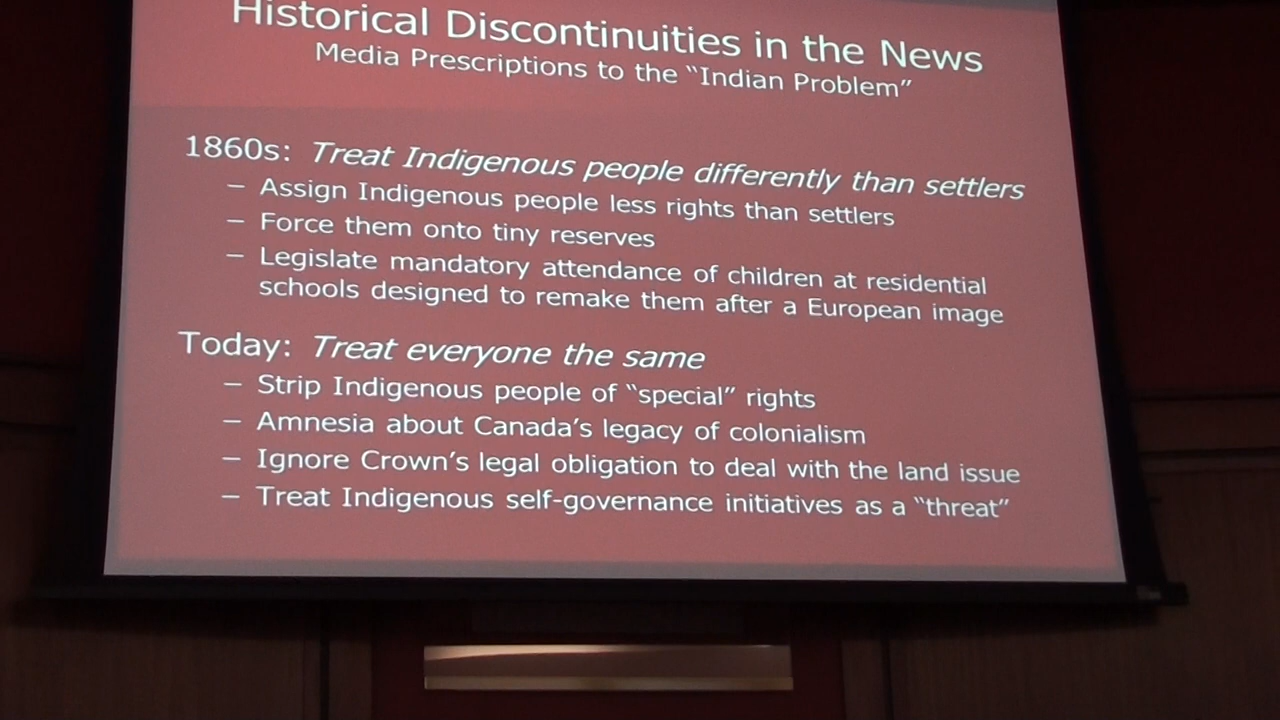 Historical Discontinuities in the News
Media Prescriptions to the “Indian Problem”
1860s: Treat Indigenous people differently than settlers
– Assign Indigenous people less rights than settlers
– Force them onto tiny reserves
– Legislate mandatory attendance of children at residential
schools designed to remake them after a European image
Today: Treat everyone the same
– Strip Indigenous people of “special” rights
– Amnesia about Canada’s legacy of colonialism
– Ignore Crown’s legal obligation to deal with the land issue
– Treat Indigenous self-governance initiatives as a “threat”